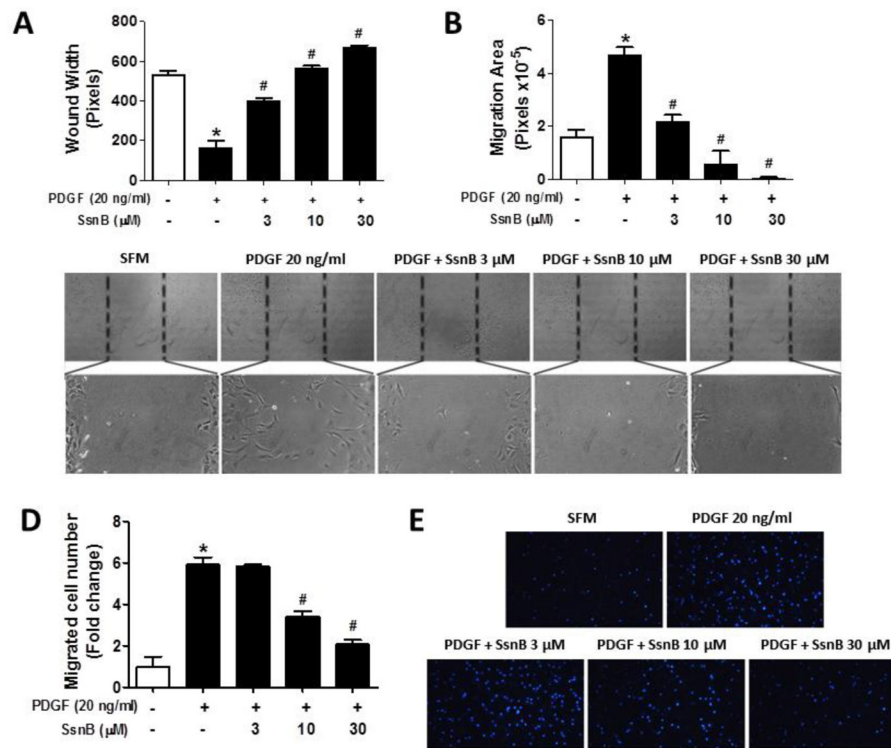 A
Wound Width
(Pixels)
800
600
400
200
0
*
#
#
#
PDGF (20 ng/ml) - + + + +
SsnB (μM) - - 3 10 30
B
Migration Area
(Pixels x10⁻⁵)
6
4
2
0
*
#
#
#
PDGF (20 ng/ml) - + + + +
SsnB (μM) - - 3 10 30
SFM PDGF 20 ng/ml PDGF + SsnB 3 μM PDGF + SsnB 10 μM PDGF + SsnB 30 μM
D
Migrated cell number
(Fold change)
8
6
4
2
0
*
#
#
PDGF (20 ng/ml) - + + + +
SsnB (μM) - - 3 10 30
E
SFM PDGF 20 ng/ml
PDGF + SsnB 3 μM PDGF + SsnB 10 μM PDGF + SsnB 30 μM